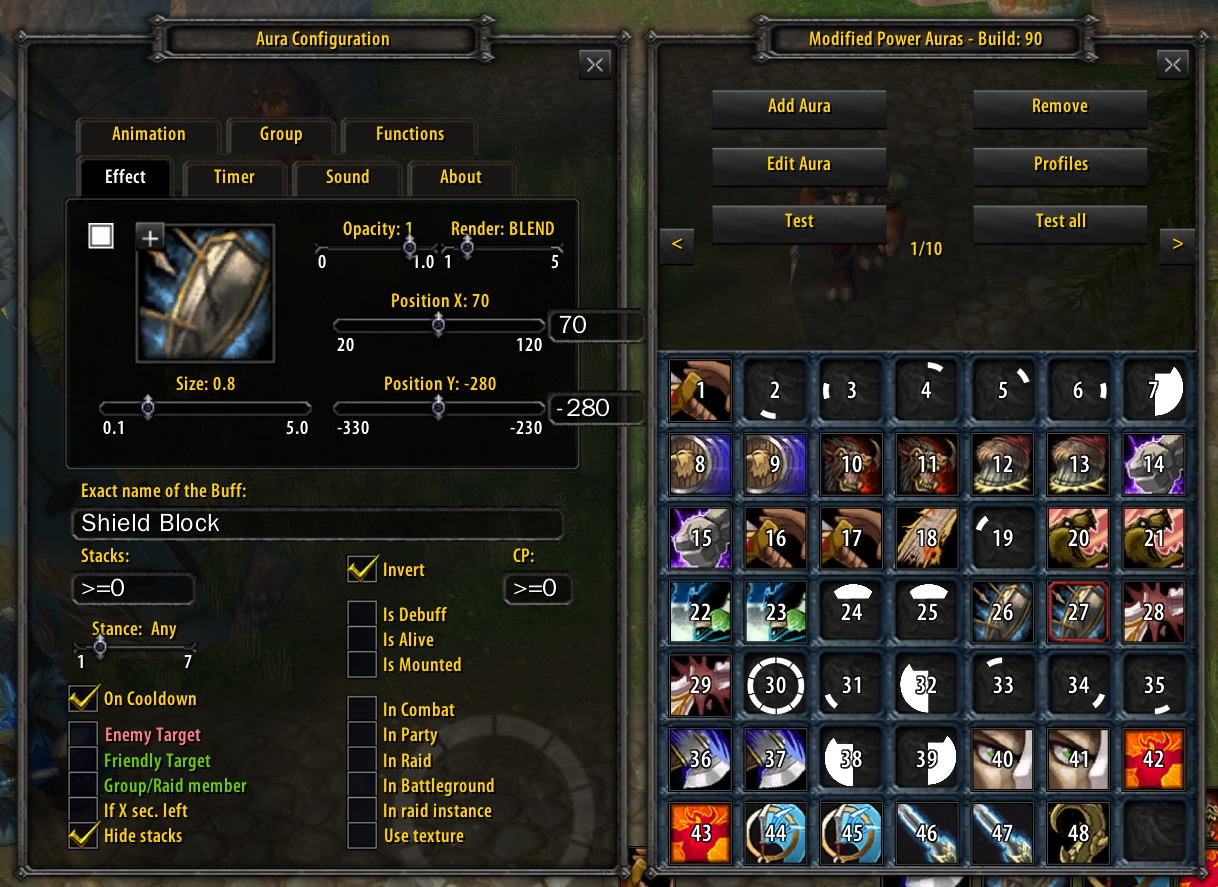 Aura Configuration
Animation
Group
Functions
Effect
Timer
Sound
About
Opacity: 1
0
1.0
Render: BLEND
1
5
Position X: 70
20
120
70
Size: 0.8
0.1
5.0
Position Y: -280
-330
-230
-280
Exact name of the Buff:
Shield Block
Stacks:
>=0
Invert
CP:
>=0
Is Debuff
Is Alive
Is Mounted
Stance: Any
1
7
On Cooldown
Enemy Target
Friendly Target
Group/Raid member
If X sec. left
Hide stacks
In Combat
In Party
In Raid
In Battleground
In raid instance
Use texture
Modified Power Auras - Build: 90
Add Aura
Remove
Edit Aura
Profiles
Test
Test all
<
1/10
>
1 2 3 4 5 6 7
8 9 10 11 12 13 14
15 16 17 18 19 20 21
22 23 24 25 26 27 28
29 30 31 32 33 34 35
36 37 38 39 40 41 42
43 44 45 46 47 48